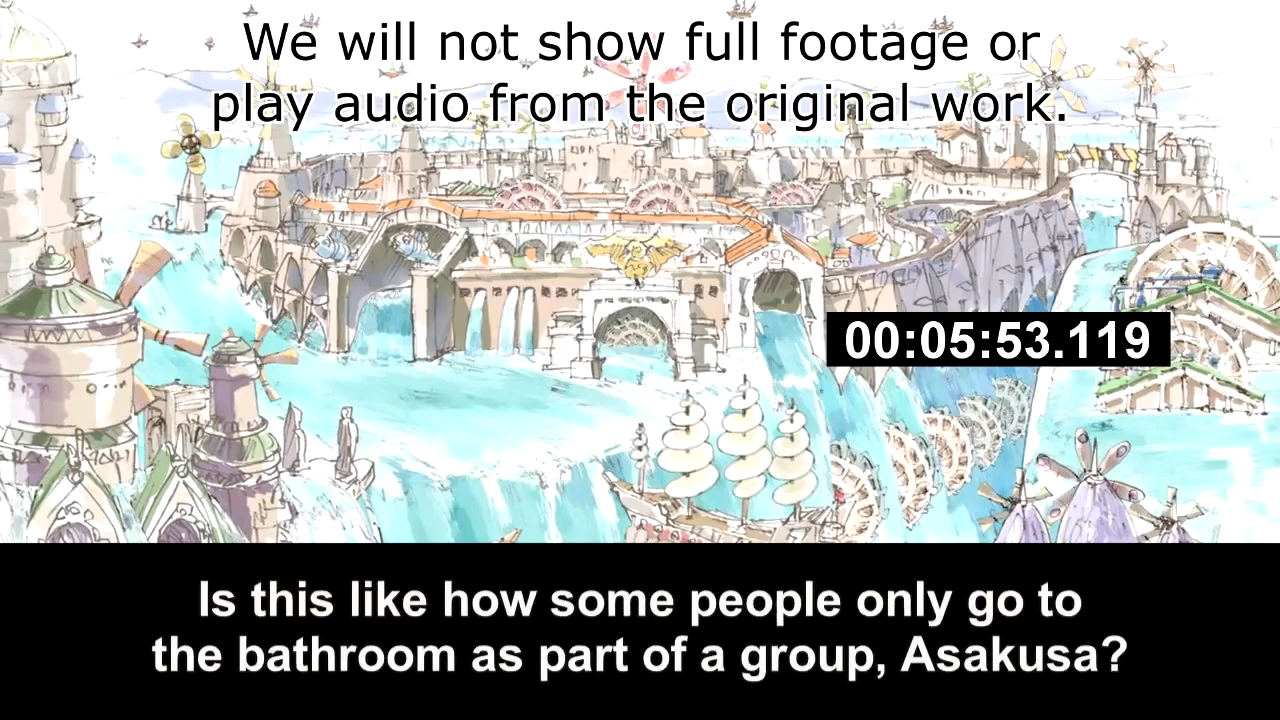 We will not show full footage or
play audio from the original work.
00:05:53.119
Is this like how some people only go to
the bathroom as part of a group, Asakusa?